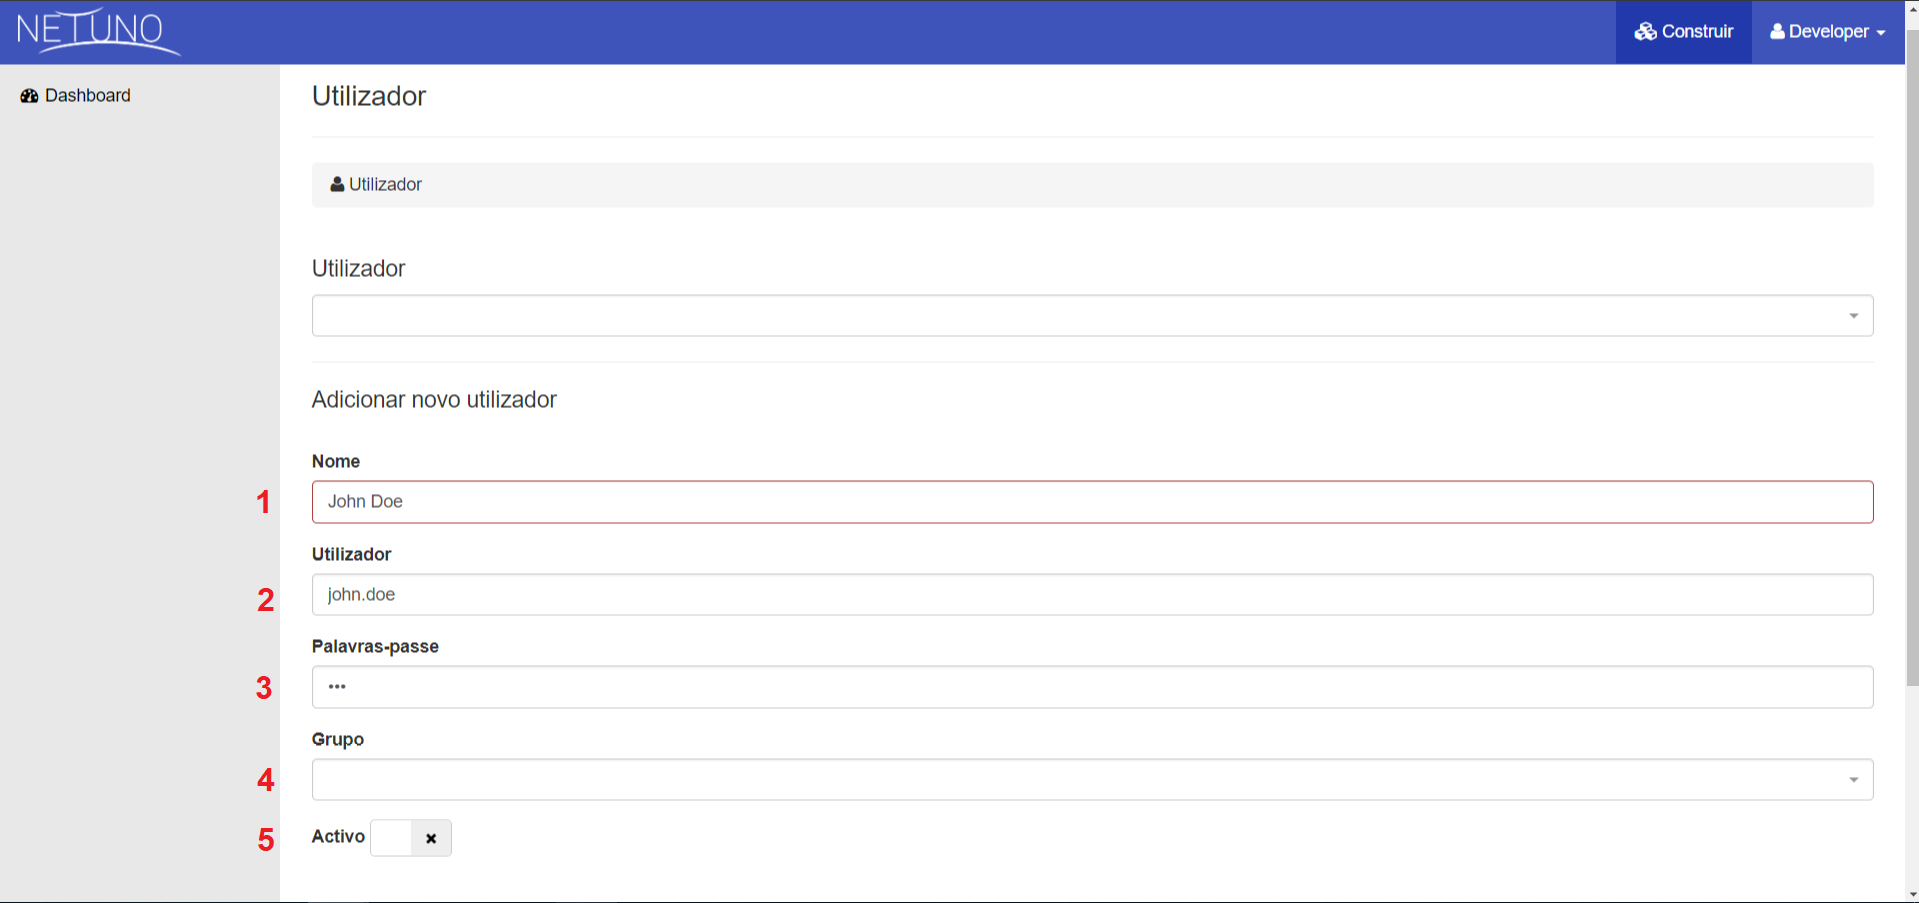 NETUNO
Construir
Developer
Dashboard
Utilizador
Utilizador
Utilizador
Adicionar novo utilizador
Nome
1 John Doe
Utilizador
2 john.doe
Palavras-passe
3 •••
Grupo
4
5 Activo